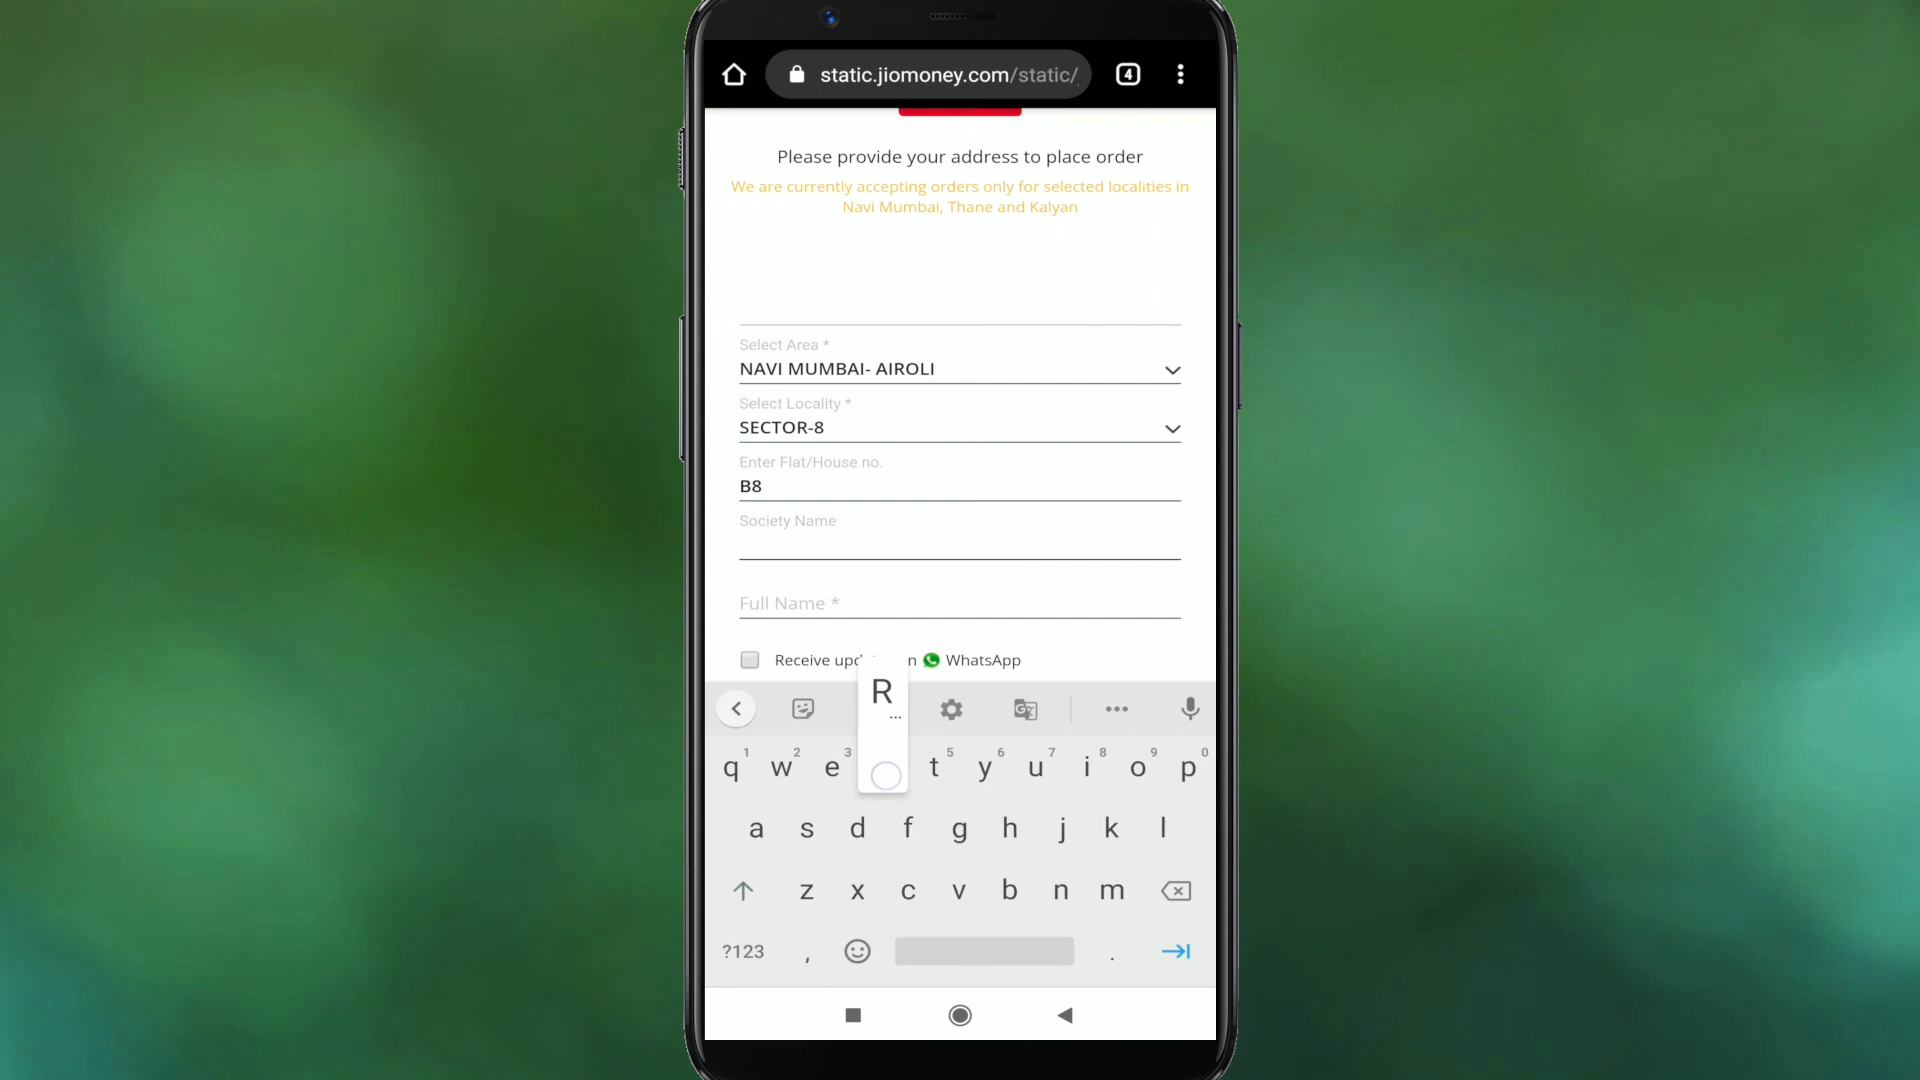 static.jiomoney.com/static/
4
Please provide your address to place order
We are currently accepting orders only for selected localities in
Navi Mumbai, Thane and Kalyan
Select Area *
NAVI MUMBAI- AIROLI
Select Locality *
SECTOR-8
Enter Flat/House no.
B8
Society Name
Full Name *
Receive upd n WhatsApp
R
...
1 2 3 5 6 7 8 9 0
q w e t y u i o p
a s d f g h j k l
z x c v b n m
?123 , .